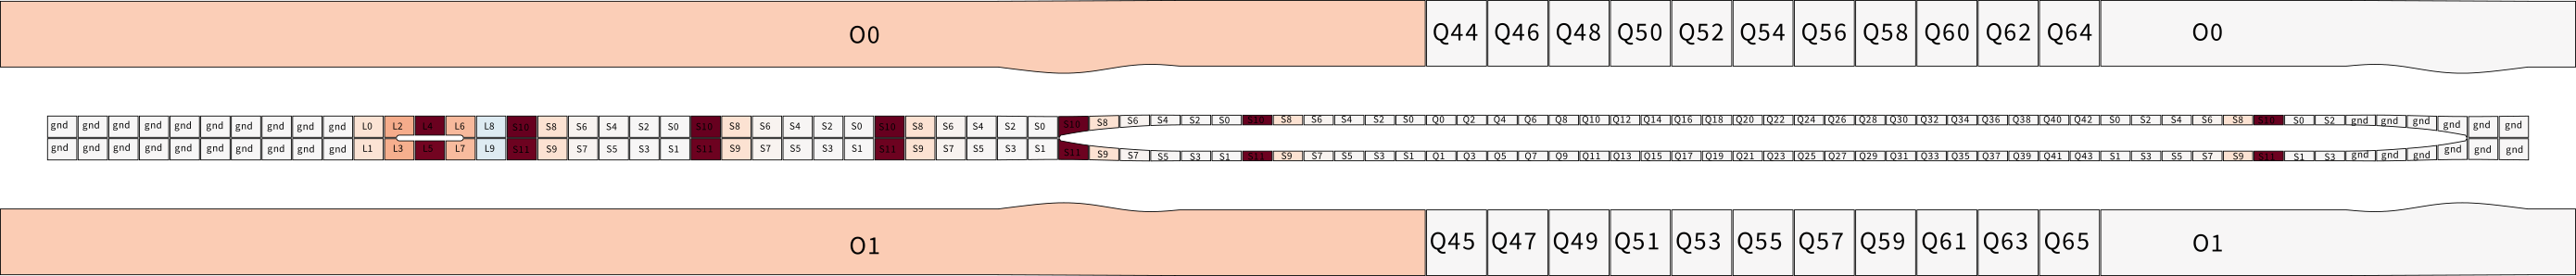 O0 Q44 Q46 Q48 Q50 Q52 Q54 Q56 Q58 Q60 Q62 Q64 O0
gnd gnd gnd gnd gnd gnd gnd gnd gnd gnd L0 L2 L4 L6 L8 S10 S8 S6 S4 S2 S0 S10 S8 S6 S4 S2 S0 S10 S8 S6 S4 S2 S0 S10 S8 S6 S4 S2 S0 S10 S8 S6 S4 S2 S0 Q0 Q2 Q4 Q6 Q8 Q10 Q12 Q14 Q16 Q18 Q20 Q22 Q24 Q26 Q28 Q30 Q32 Q34 Q36 Q38 Q40 Q42 S0 S2 S4 S6 S8 S10 S0 S2 gnd gnd gnd gnd gnd gnd
gnd gnd gnd gnd gnd gnd gnd gnd gnd gnd L1 L3 L5 L7 L9 S11 S9 S7 S5 S3 S1 S11 S9 S7 S5 S3 S1 S11 S9 S7 S5 S3 S1 S11 S9 S7 S5 S3 S1 S11 S9 S7 S5 S3 S1 Q1 Q3 Q5 Q7 Q9 Q11 Q13 Q15 Q17 Q19 Q21 Q23 Q25 Q27 Q29 Q31 Q33 Q35 Q37 Q39 Q41 Q43 S1 S3 S5 S7 S9 S11 S1 S3 gnd gnd gnd gnd gnd gnd
O1 Q45 Q47 Q49 Q51 Q53 Q55 Q57 Q59 Q61 Q63 Q65 O1